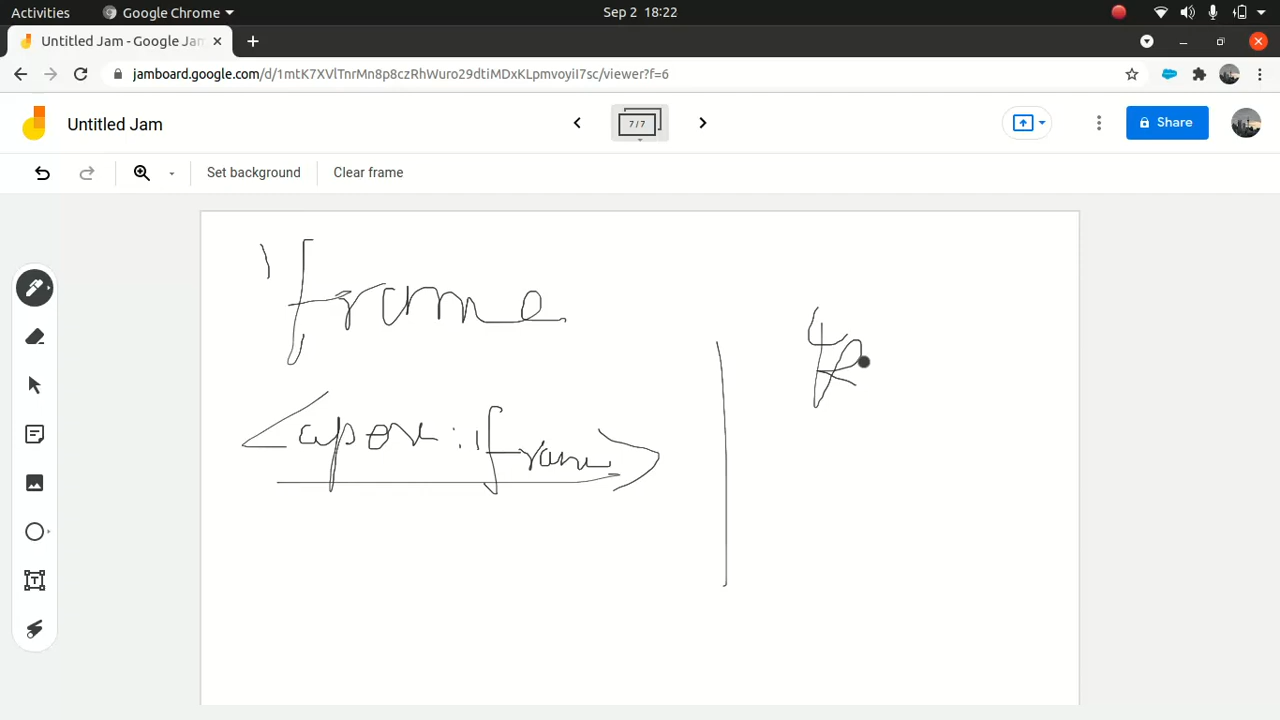 Activities
Google Chrome
Sep 2 18:22
Untitled Jam - Google Jam
jamboard.google.com/d/1mtK7XVlTnrMn8p8czRhWuro29dtiMDxKLpmvoyiI7sc/viewer?f=6
Untitled Jam
7/7
Share
Set background
Clear frame
iframe
<apex:iframe>